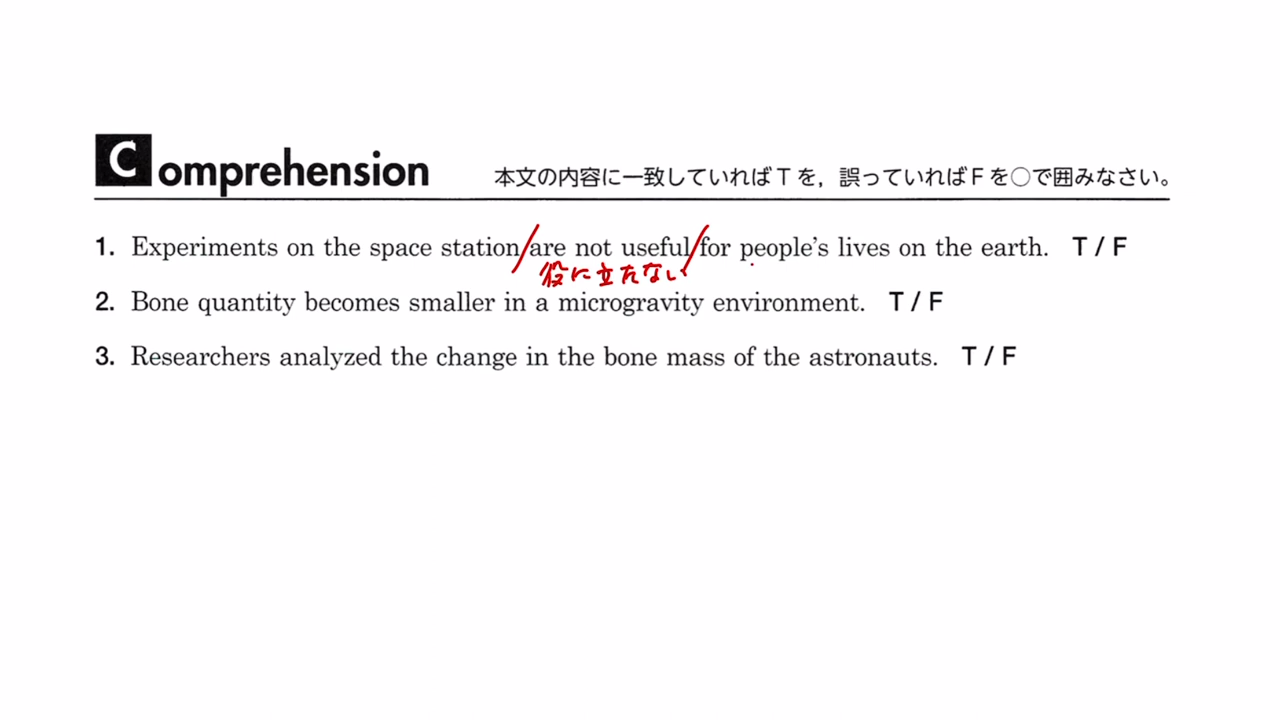 Comprehension 本文の内容に一致していればTを，誤っていればFを○で囲みなさい。
1. Experiments on the space station/are not useful/for people's lives on the earth. T / F
役に立たない
2. Bone quantity becomes smaller in a microgravity environment. T / F
3. Researchers analyzed the change in the bone mass of the astronauts. T / F